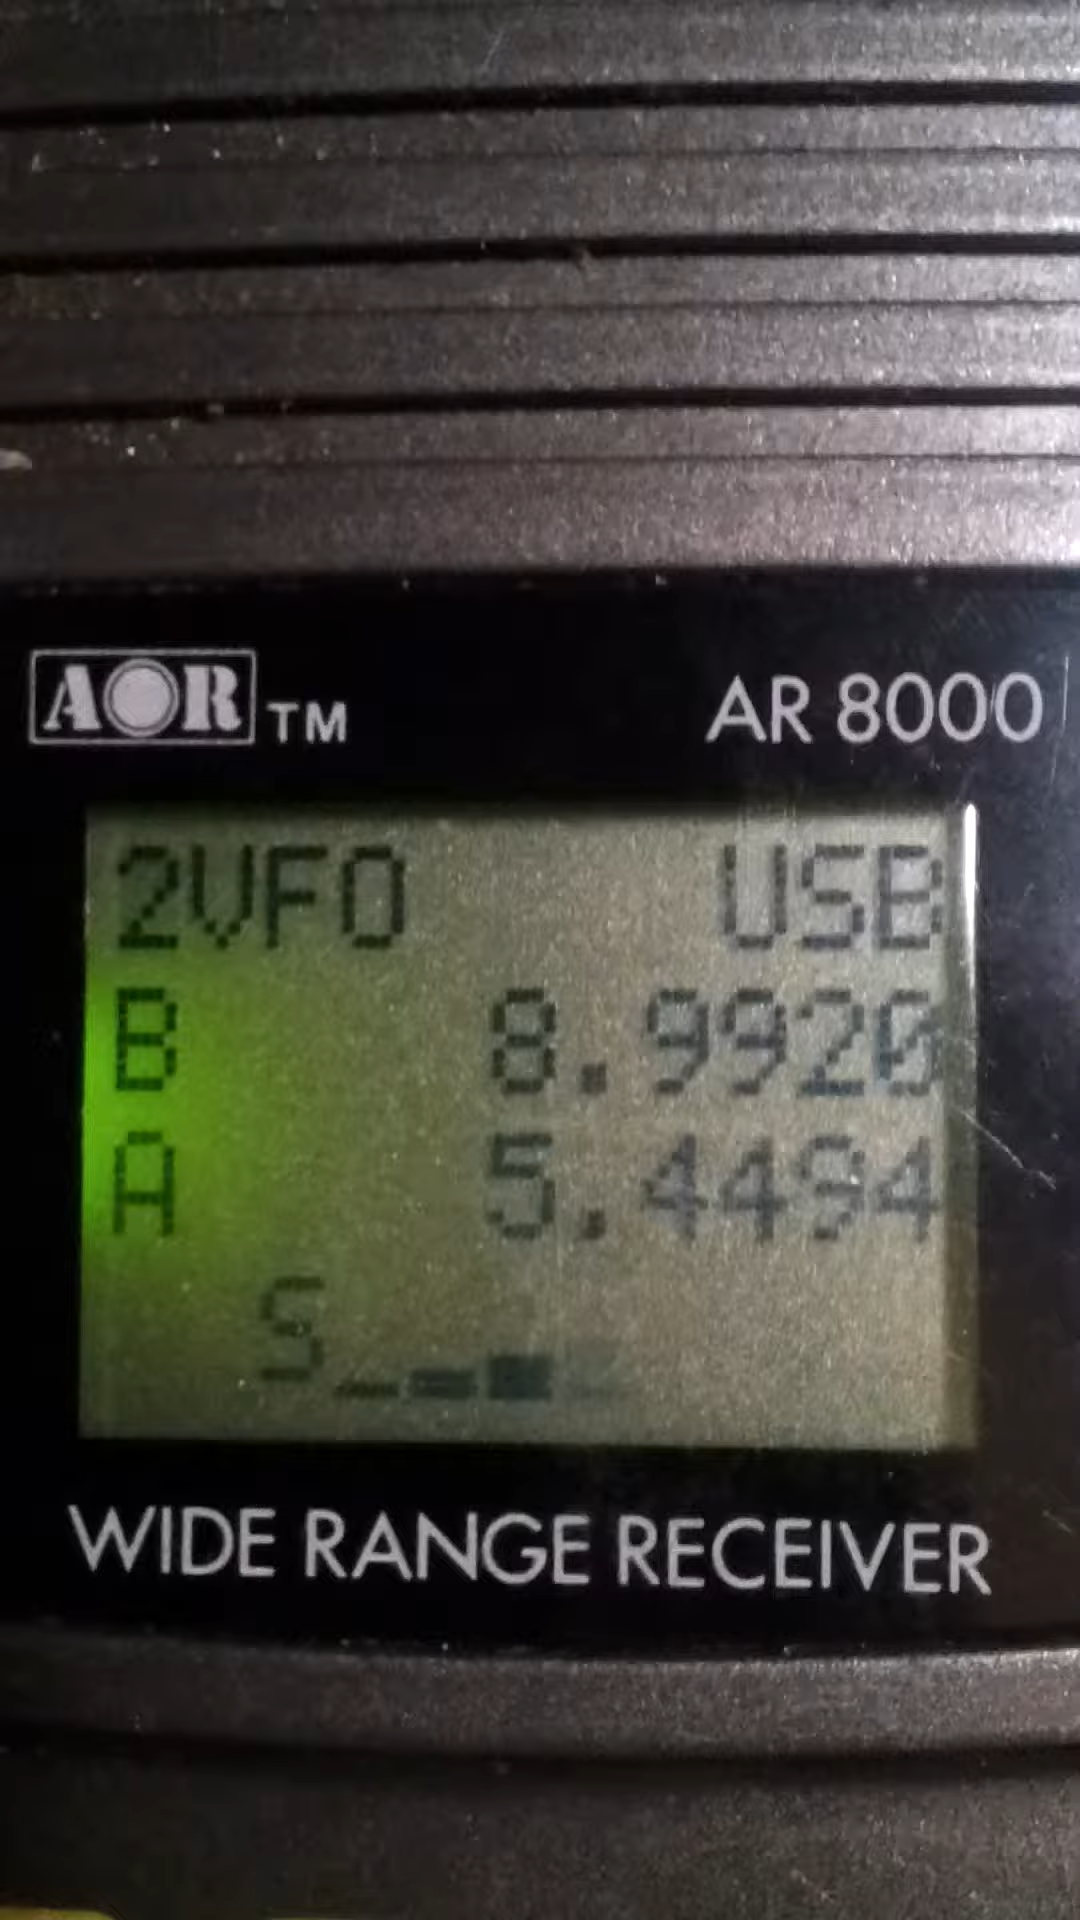 AOR TM AR 8000
2VFO USB
B 8.9920
A 5.4494
S
WIDE RANGE RECEIVER